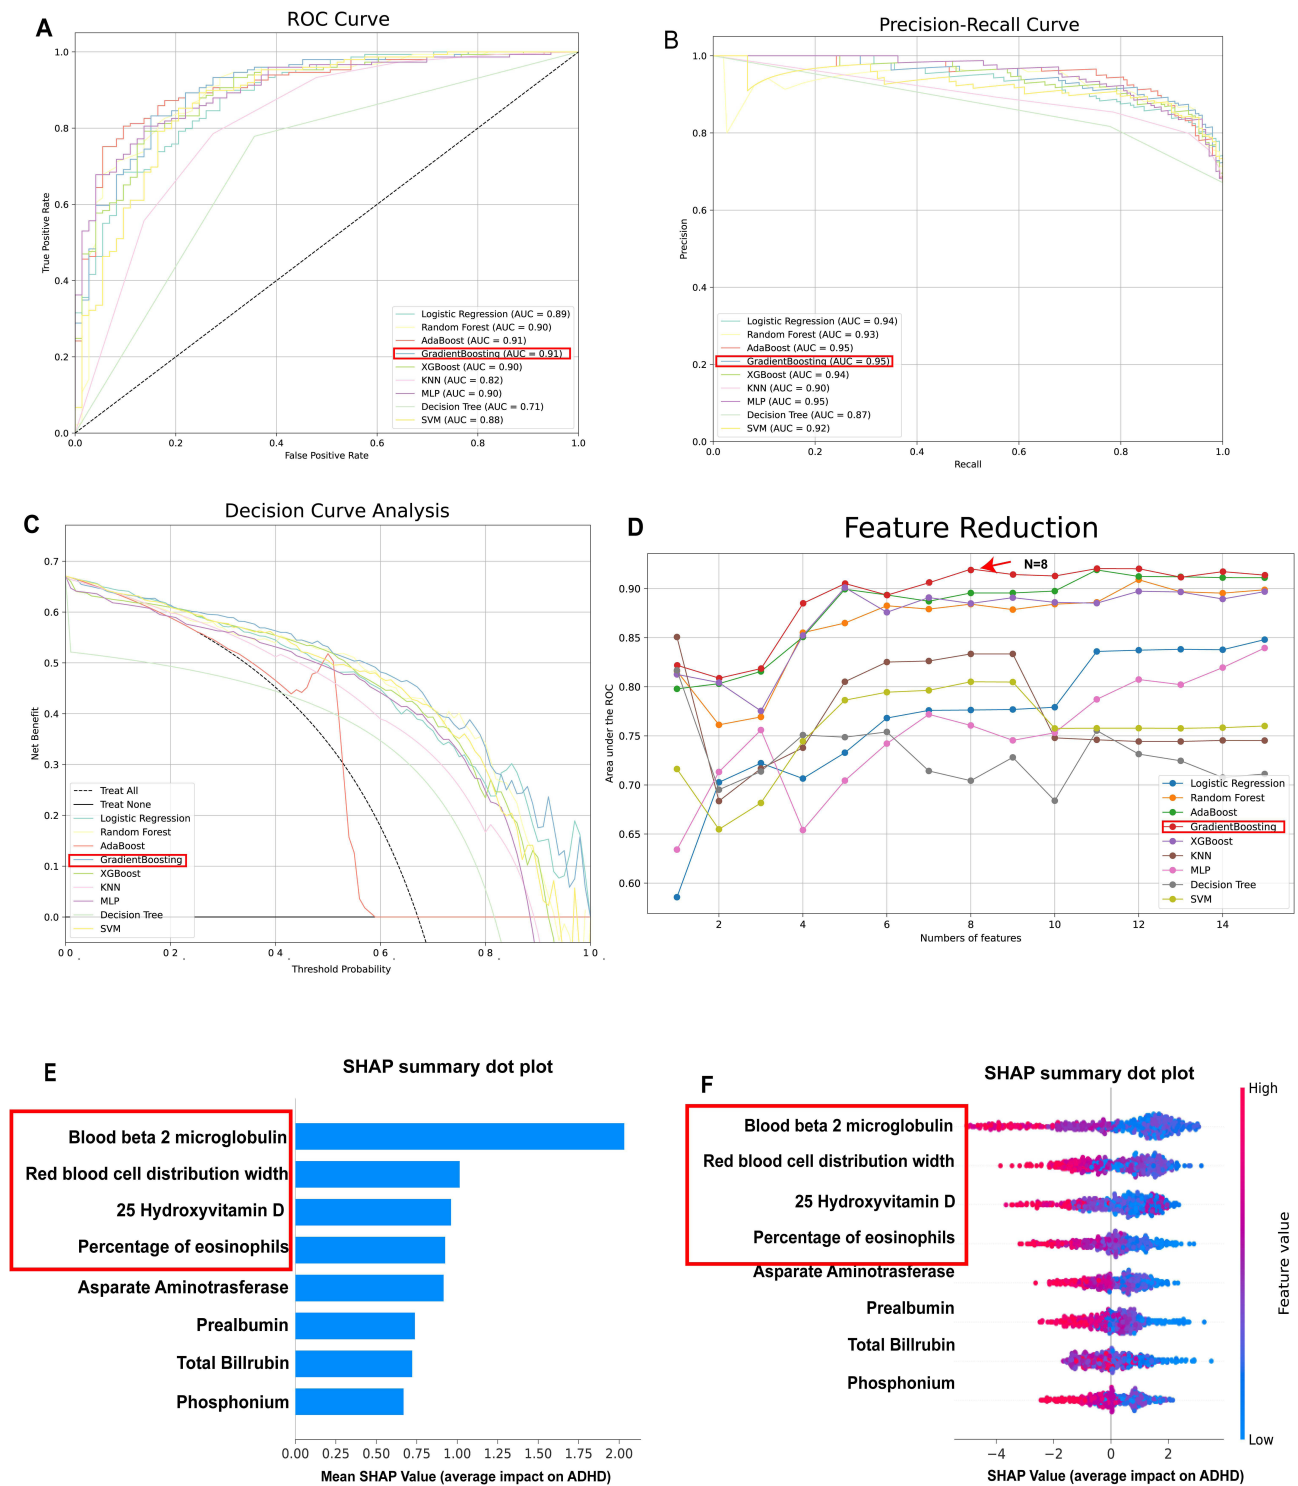 A
ROC Curve
1.0
0.8
0.6
0.4
0.2
0.0
True Positive Rate
0.0
0.2
0.4
0.6
0.8
1.0
False Positive Rate
Logistic Regression (AUC = 0.89)
Random Forest (AUC = 0.90)
AdaBoost (AUC = 0.91)
GradientBoosting (AUC = 0.91)
XGBoost (AUC = 0.90)
KNN (AUC = 0.82)
MLP (AUC = 0.90)
Decision Tree (AUC = 0.71)
SVM (AUC = 0.88)
B
Precision-Recall Curve
1.0
0.8
0.6
0.4
0.2
0.0
Precision
0.0
0.2
0.4
0.6
0.8
1.0
Recall
Logistic Regression (AUC = 0.94)
Random Forest (AUC = 0.93)
AdaBoost (AUC = 0.95)
GradientBoosting (AUC = 0.95)
XGBoost (AUC = 0.94)
KNN (AUC = 0.90)
MLP (AUC = 0.95)
Decision Tree (AUC = 0.87)
SVM (AUC = 0.92)
C
Decision Curve Analysis
0.7
0.6
0.5
0.4
0.3
0.2
0.1
0.0
Net Benefit
0.0
0.2
0.4
0.6
0.8
1.0
Threshold Probability
Treat All
Treat None
Logistic Regression
Random Forest
AdaBoost
GradientBoosting
XGBoost
KNN
MLP
Decision Tree
SVM
D
Feature Reduction
N=8
0.90
0.85
0.80
0.75
0.70
0.65
0.60
Area under the ROC
2
4
6
8
10
12
14
Numbers of features
Logistic Regression
Random Forest
AdaBoost
GradientBoosting
XGBoost
KNN
MLP
Decision Tree
SVM
E
SHAP summary dot plot
Blood beta 2 microglobulin
Red blood cell distribution width
25 Hydroxyvitamin D
Percentage of eosinophils
Asparate Aminotrasferase
Prealbumin
Total Billrubin
Phosphonium
0.00
0.25
0.50
0.75
1.00
1.25
1.50
1.75
2.00
Mean SHAP Value (average impact on ADHD)
F
SHAP summary dot plot
Blood beta 2 microglobulin
Red blood cell distribution width
25 Hydroxyvitamin D
Percentage of eosinophils
Asparate Aminotrasferase
Prealbumin
Total Billrubin
Phosphonium
−4
−2
0
2
SHAP Value (average impact on ADHD)
High
Feature value
Low